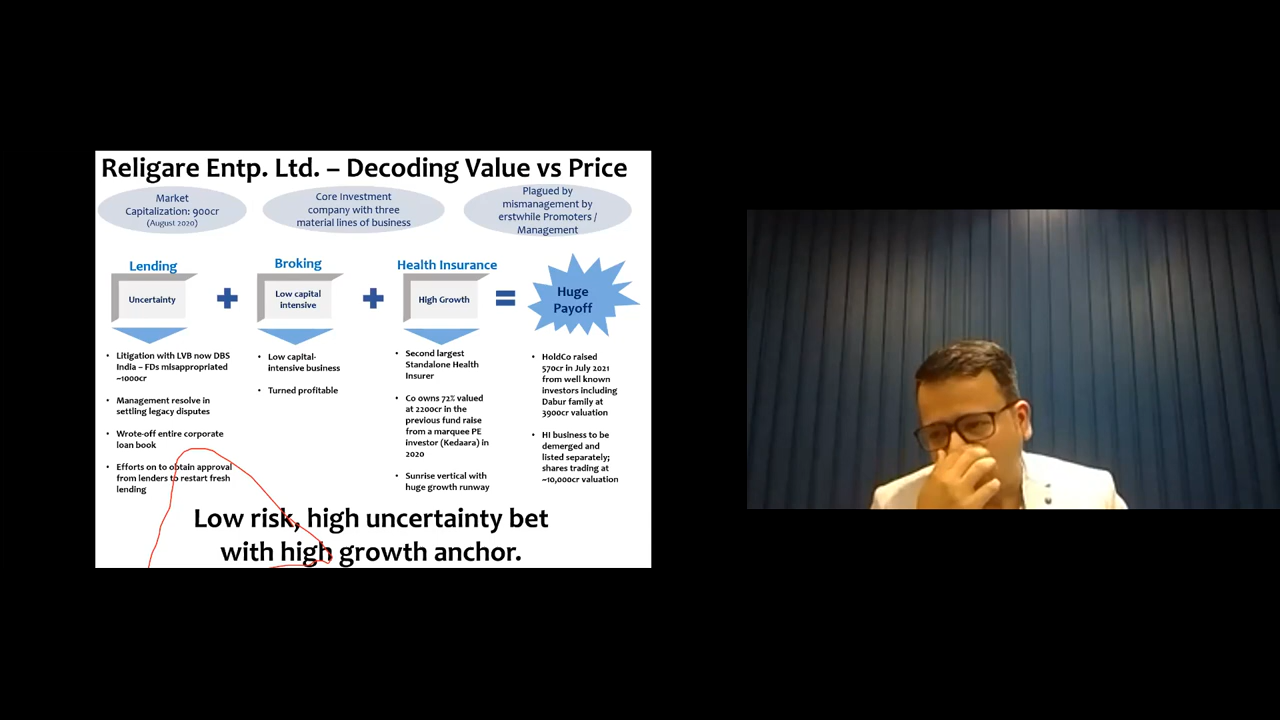 Religare Entp. Ltd. – Decoding Value vs Price
Market
Capitalization: 900cr
(August 2020)
Core Investment
company with three
material lines of business
Plagued by
mismanagement by
erstwhile Promoters /
Management
Lending
Uncertainty
Broking
Low capital
intensive
Health Insurance
High Growth
Huge
Payoff
• Litigation with LVB now DBS
India – FDs misappropriated
~1000cr
• Management resolve in
settling legacy disputes
• Wrote-off entire corporate
loan book
• Efforts on to obtain approval
from lenders to restart fresh
lending
• Low capital-
intensive business
• Turned profitable
• Second largest
Standalone Health
Insurer
• Co owns 72% valued
at 2200cr in the
previous fund raise
from a marquee PE
investor (Kedaara) in
2020
• Sunrise vertical with
huge growth runway
• HoldCo raised
570cr in July 2021
from well known
investors including
Dabur family at
3900cr valuation
• HI business to be
demerged and
listed separately;
shares trading at
~10,000cr valuation
Low risk, high uncertainty bet
with high growth anchor.